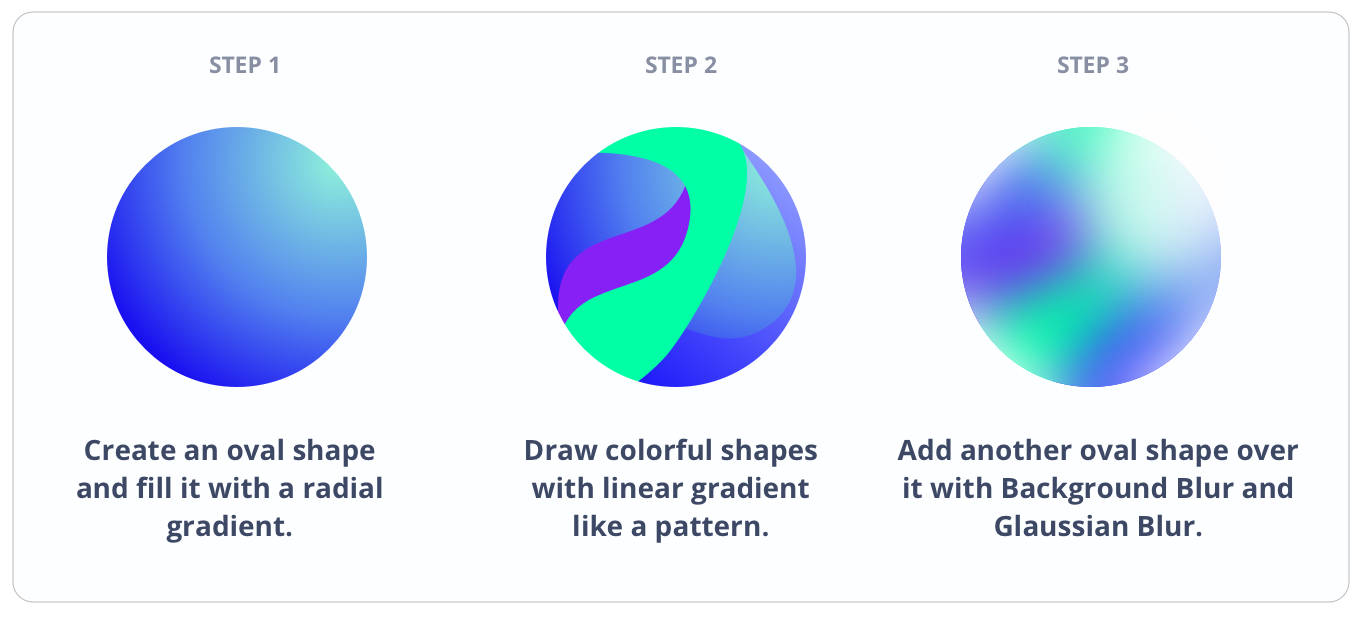 STEP 1
Create an oval shape
and fill it with a radial
gradient.
STEP 2
Draw colorful shapes
with linear gradient
like a pattern.
STEP 3
Add another oval shape over
it with Background Blur and
Glaussian Blur.